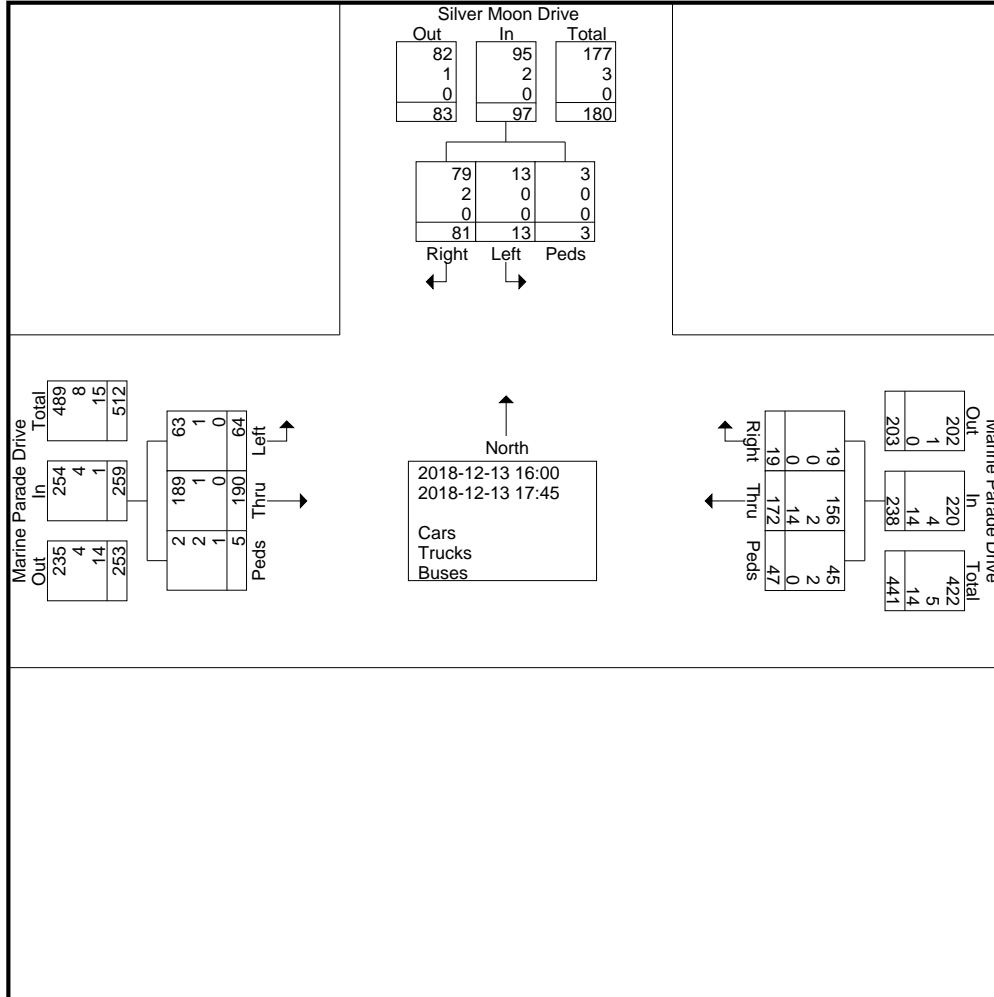 Silver Moon Drive
Out In Total
82 95 177
1 2 3
0 0 0
83 97 180
79 13 3
2 0 0
0 0 0
81 13 3
Right Left Peds
Marine Parade Drive
Out In Total
235 254 489
4 4 8
14 1 15
253 259 512
2 189 63
2 1 1
1 0 0
5 190 64
Peds Thru Left
North
2018-12-13 16:00
2018-12-13 17:45
Cars
Trucks
Buses
Marine Parade Drive
Out In Total
202 220 422
1 4 5
0 14 14
203 238 441
19 156 45
0 2 2
0 14 0
19 172 47
Right Thru Peds